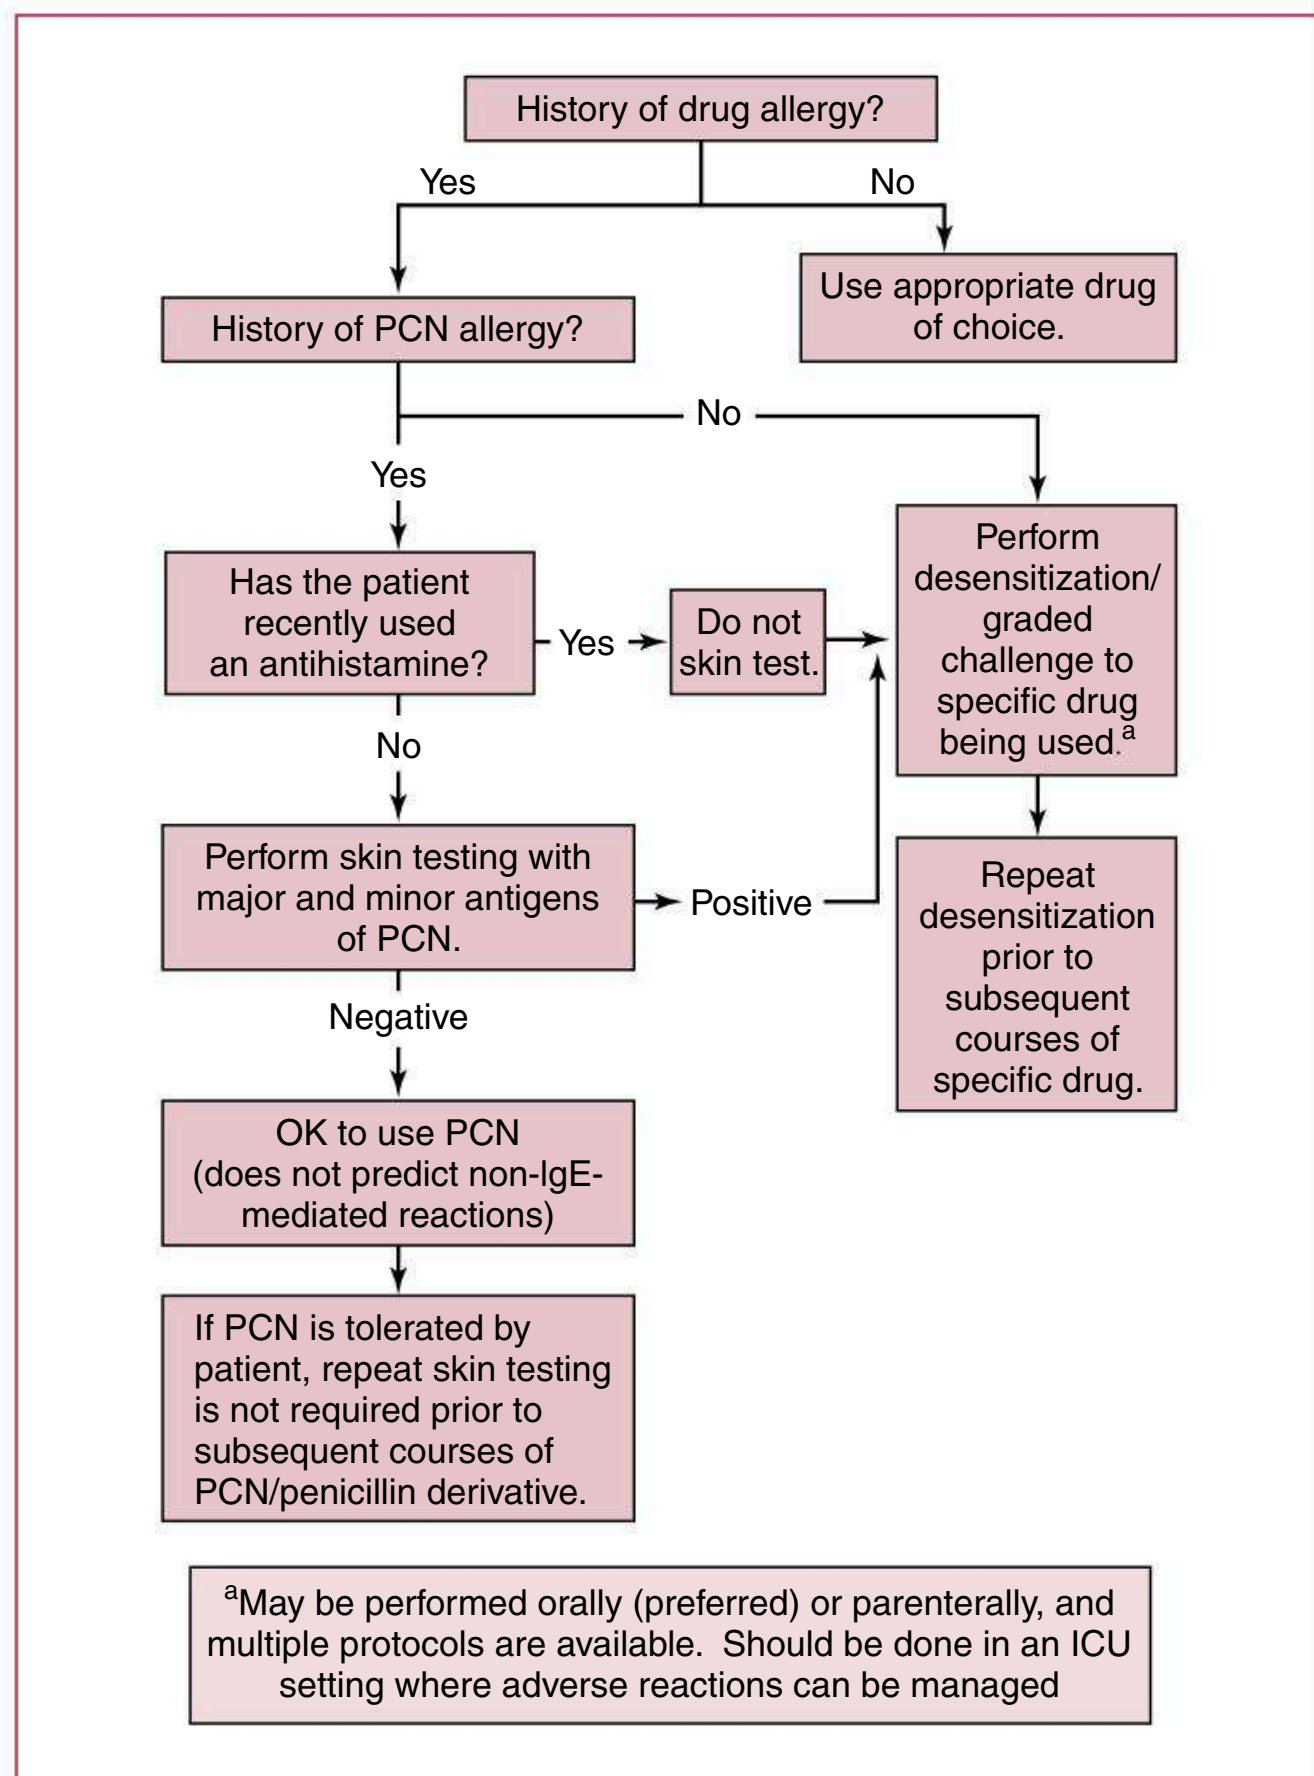 History of drug allergy?
Yes
No
Use appropriate drug
of choice.
History of PCN allergy?
No
Yes
Has the patient
recently used
an antihistamine?
Yes
Do not
skin test.
Perform
desensitization/
graded
challenge to
specific drug
being used.a
No
Perform skin testing with
major and minor antigens
of PCN.
Positive
Repeat
desensitization
prior to
subsequent
courses of
specific drug.
Negative
OK to use PCN
(does not predict non-IgE-
mediated reactions)
If PCN is tolerated by
patient, repeat skin testing
is not required prior to
subsequent courses of
PCN/penicillin derivative.
aMay be performed orally (preferred) or parenterally, and
multiple protocols are available. Should be done in an ICU
setting where adverse reactions can be managed